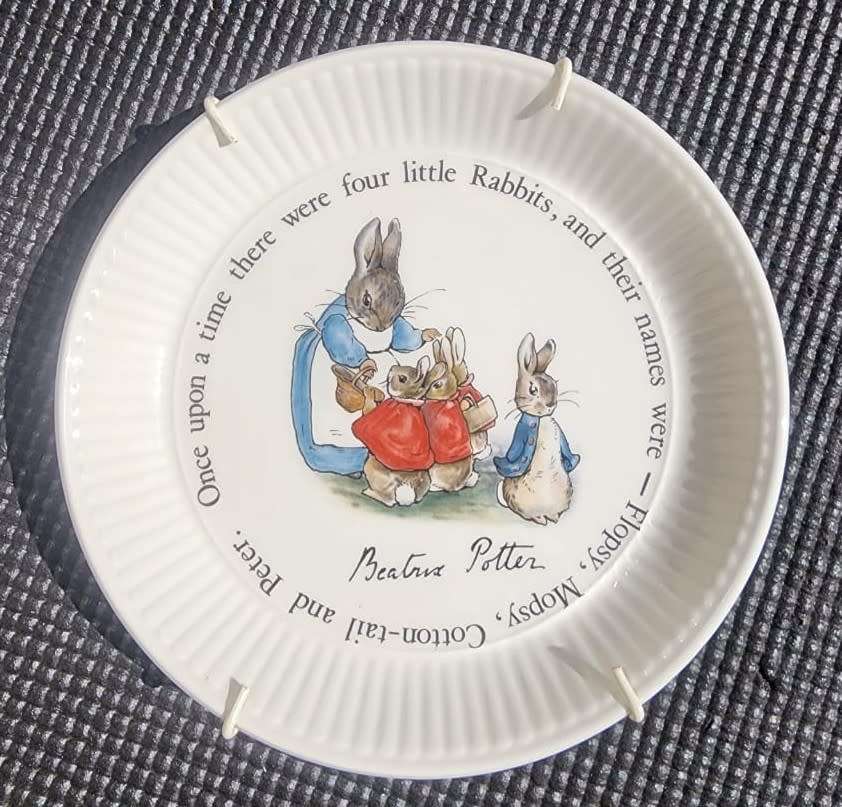 Once upon a time there were four little Rabbits, and their names were – Flopsy, Mopsy, Cotton-tail and Peter.
Beatrix Potter